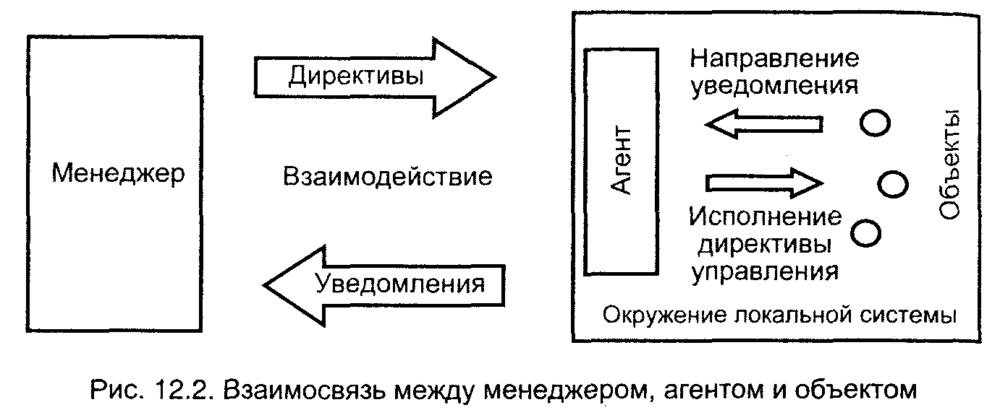 Директивы
Менеджер
Взаимодействие
Уведомления
Агент
Направление
уведомления
Исполнение
директивы
управления
Объекты
Окружение локальной системы
Рис. 12.2. Взаимосвязь между менеджером, агентом и объектом